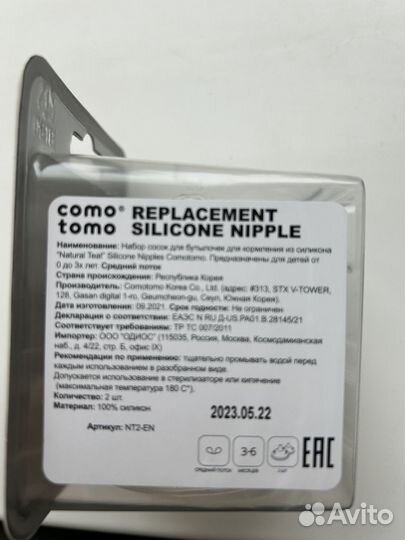 como® REPLACEMENT
tomo SILICONE NIPPLE
Наименование: Набор сосок для бутылочек для кормления из силикона
"Natural Teat" Silicone Nipples Comotomo. Предназначены для детей от
0 до 3х лет. Средний поток
Страна происхождения: Республика Корея
Производитель: Comotomo Korea Co., Ltd. (адрес: #313, STX V-TOWER,
128, Gasan digital 1-ro, Geumcheon-gu, Сеул, Южная Корея).
Дата изготовления: 09.2021. Срок годности: Не ограничен
Декларация о соответствии: ЕАЭС N RU Д-US.РА01.В.28145/21
Соответствует требованиям: ТР ТС 007/2011
Импортер: ООО "ОДИОС" (115035, Россия, Москва, Космодамианская
наб., д. 4/22, стр. Б, офис IX)
Рекомендации по применению: тщательно промывать водой перед
каждым использованием в разобранном виде.
Допускается использование в стерилизаторе или кипячение
(максимальная температура 180 C°).
Количество: 2 шт.
Материал: 100% силикон
2023.05.22
Артикул: NT2-EN
3-6
СРЕДНИЙ ПОТОК
МЕСЯЦЕВ
2 ШТ
EAC
Avito